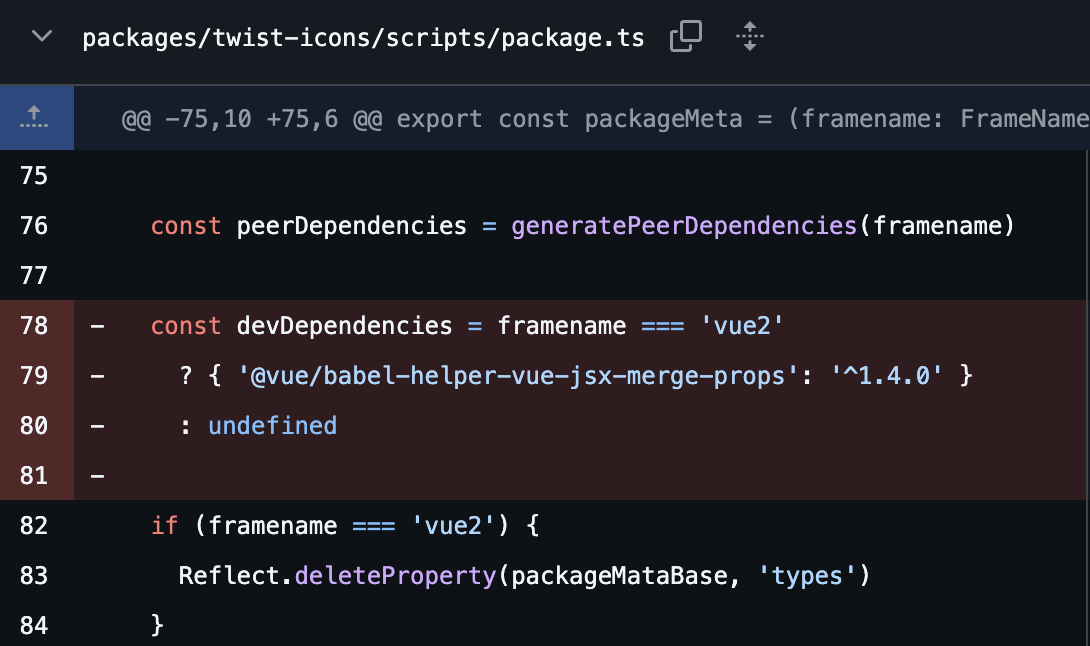 packages/twist-icons/scripts/package.ts
@@ -75,10 +75,6 @@ export const packageMeta = (framename: FrameName
75
76 const peerDependencies = generatePeerDependencies(framename)
77
78 - const devDependencies = framename === 'vue2'
79 - ? { '@vue/babel-helper-vue-jsx-merge-props': '^1.4.0' }
80 - : undefined
81 -
82 if (framename === 'vue2') {
83 Reflect.deleteProperty(packageMataBase, 'types')
84 }